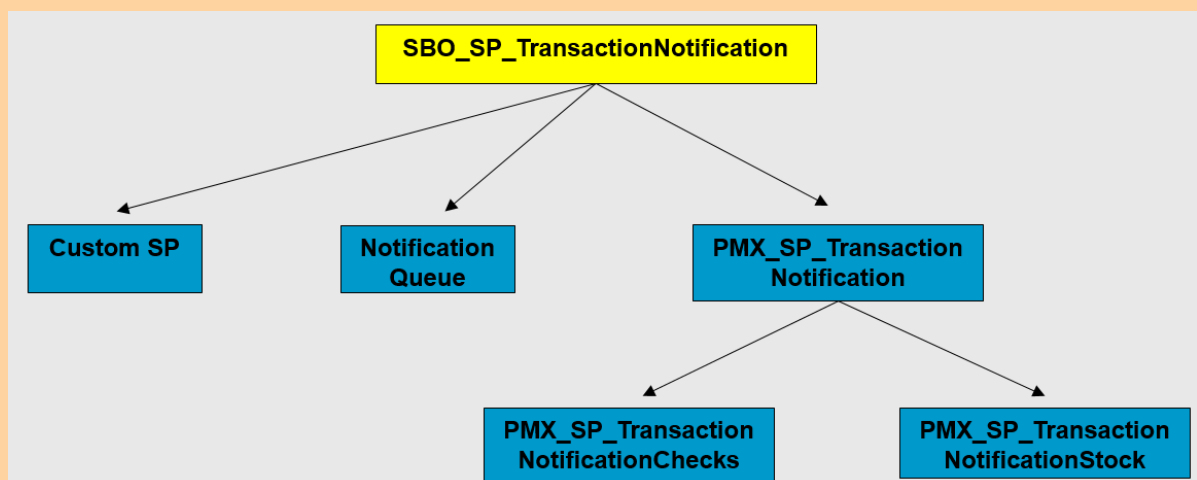 SBO_SP_TransactionNotification
Custom SP
Notification
Queue
PMX_SP_Transaction
Notification
PMX_SP_Transaction
NotificationChecks
PMX_SP_Transaction
NotificationStock